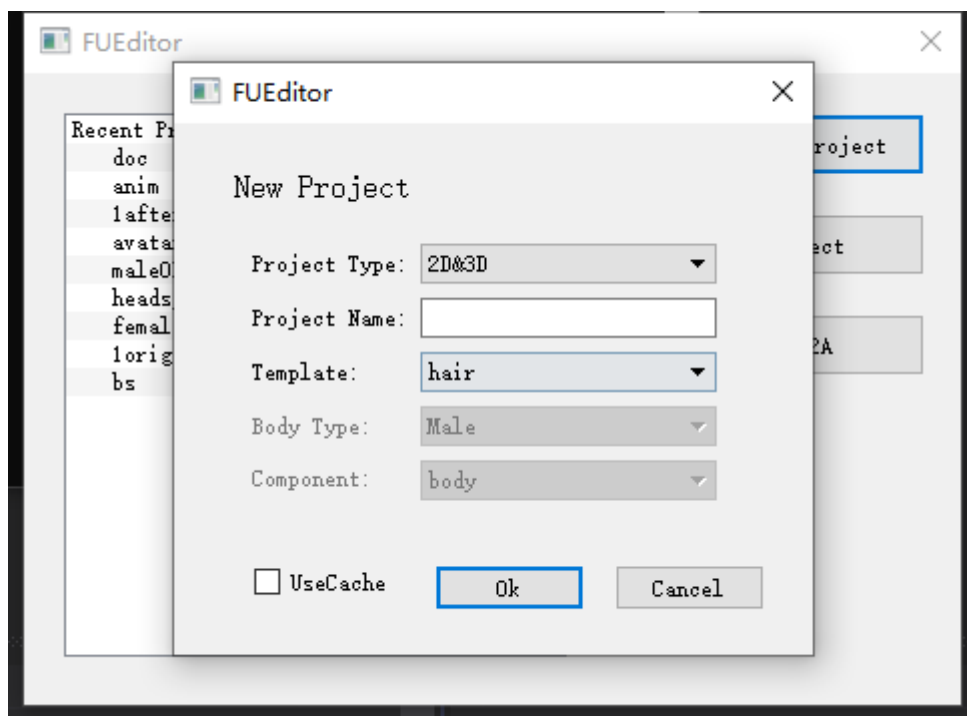 FUEditor
FUEditor
Recent Pr
doc
anim
1afte
avata
maleO
heads
femal
1orig
bs
roject
ect
2A
New Project
Project Type: 2D&3D
Project Name:
Template: hair
Body Type: Male
Component: body
UseCache
Ok
Cancel